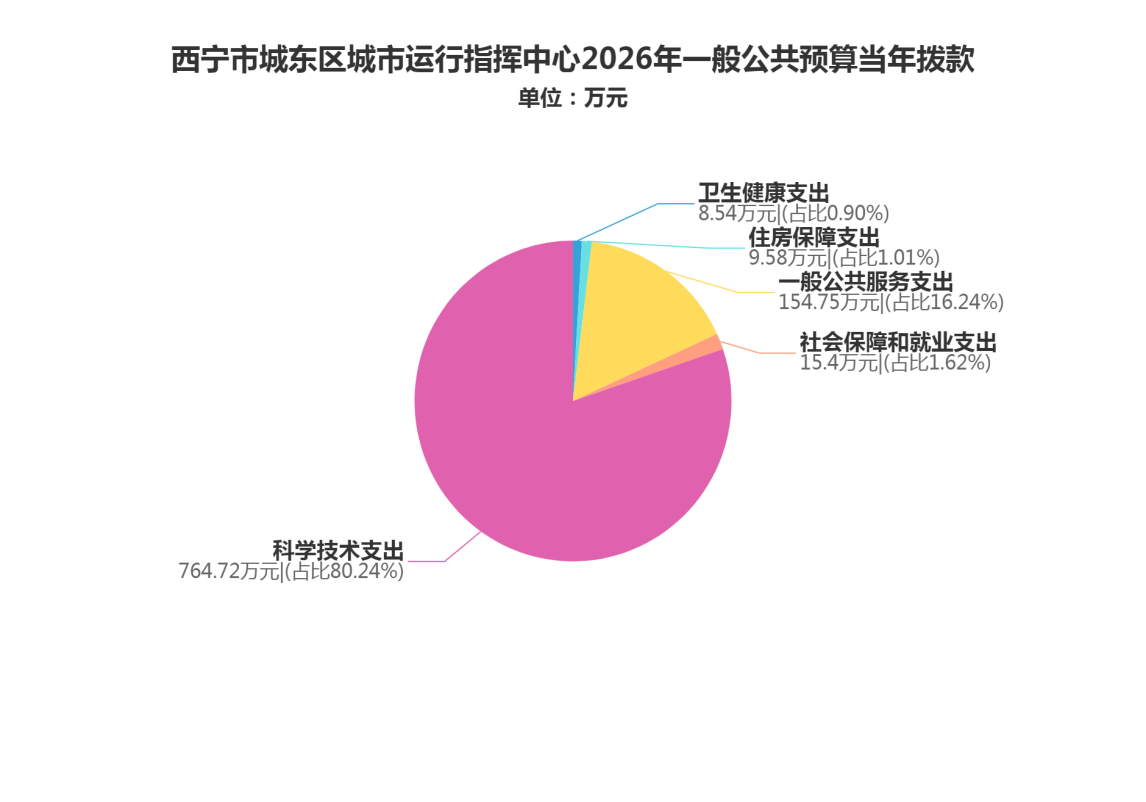 西宁市城东区城市运行指挥中心2026年一般公共预算当年拨款
单位：万元
卫生健康支出
8.54万元|(占比0.90%)
住房保障支出
9.58万元|(占比1.01%)
一般公共服务支出
154.75万元|(占比16.24%)
社会保障和就业支出
15.4万元|(占比1.62%)
科学技术支出
764.72万元|(占比80.24%)